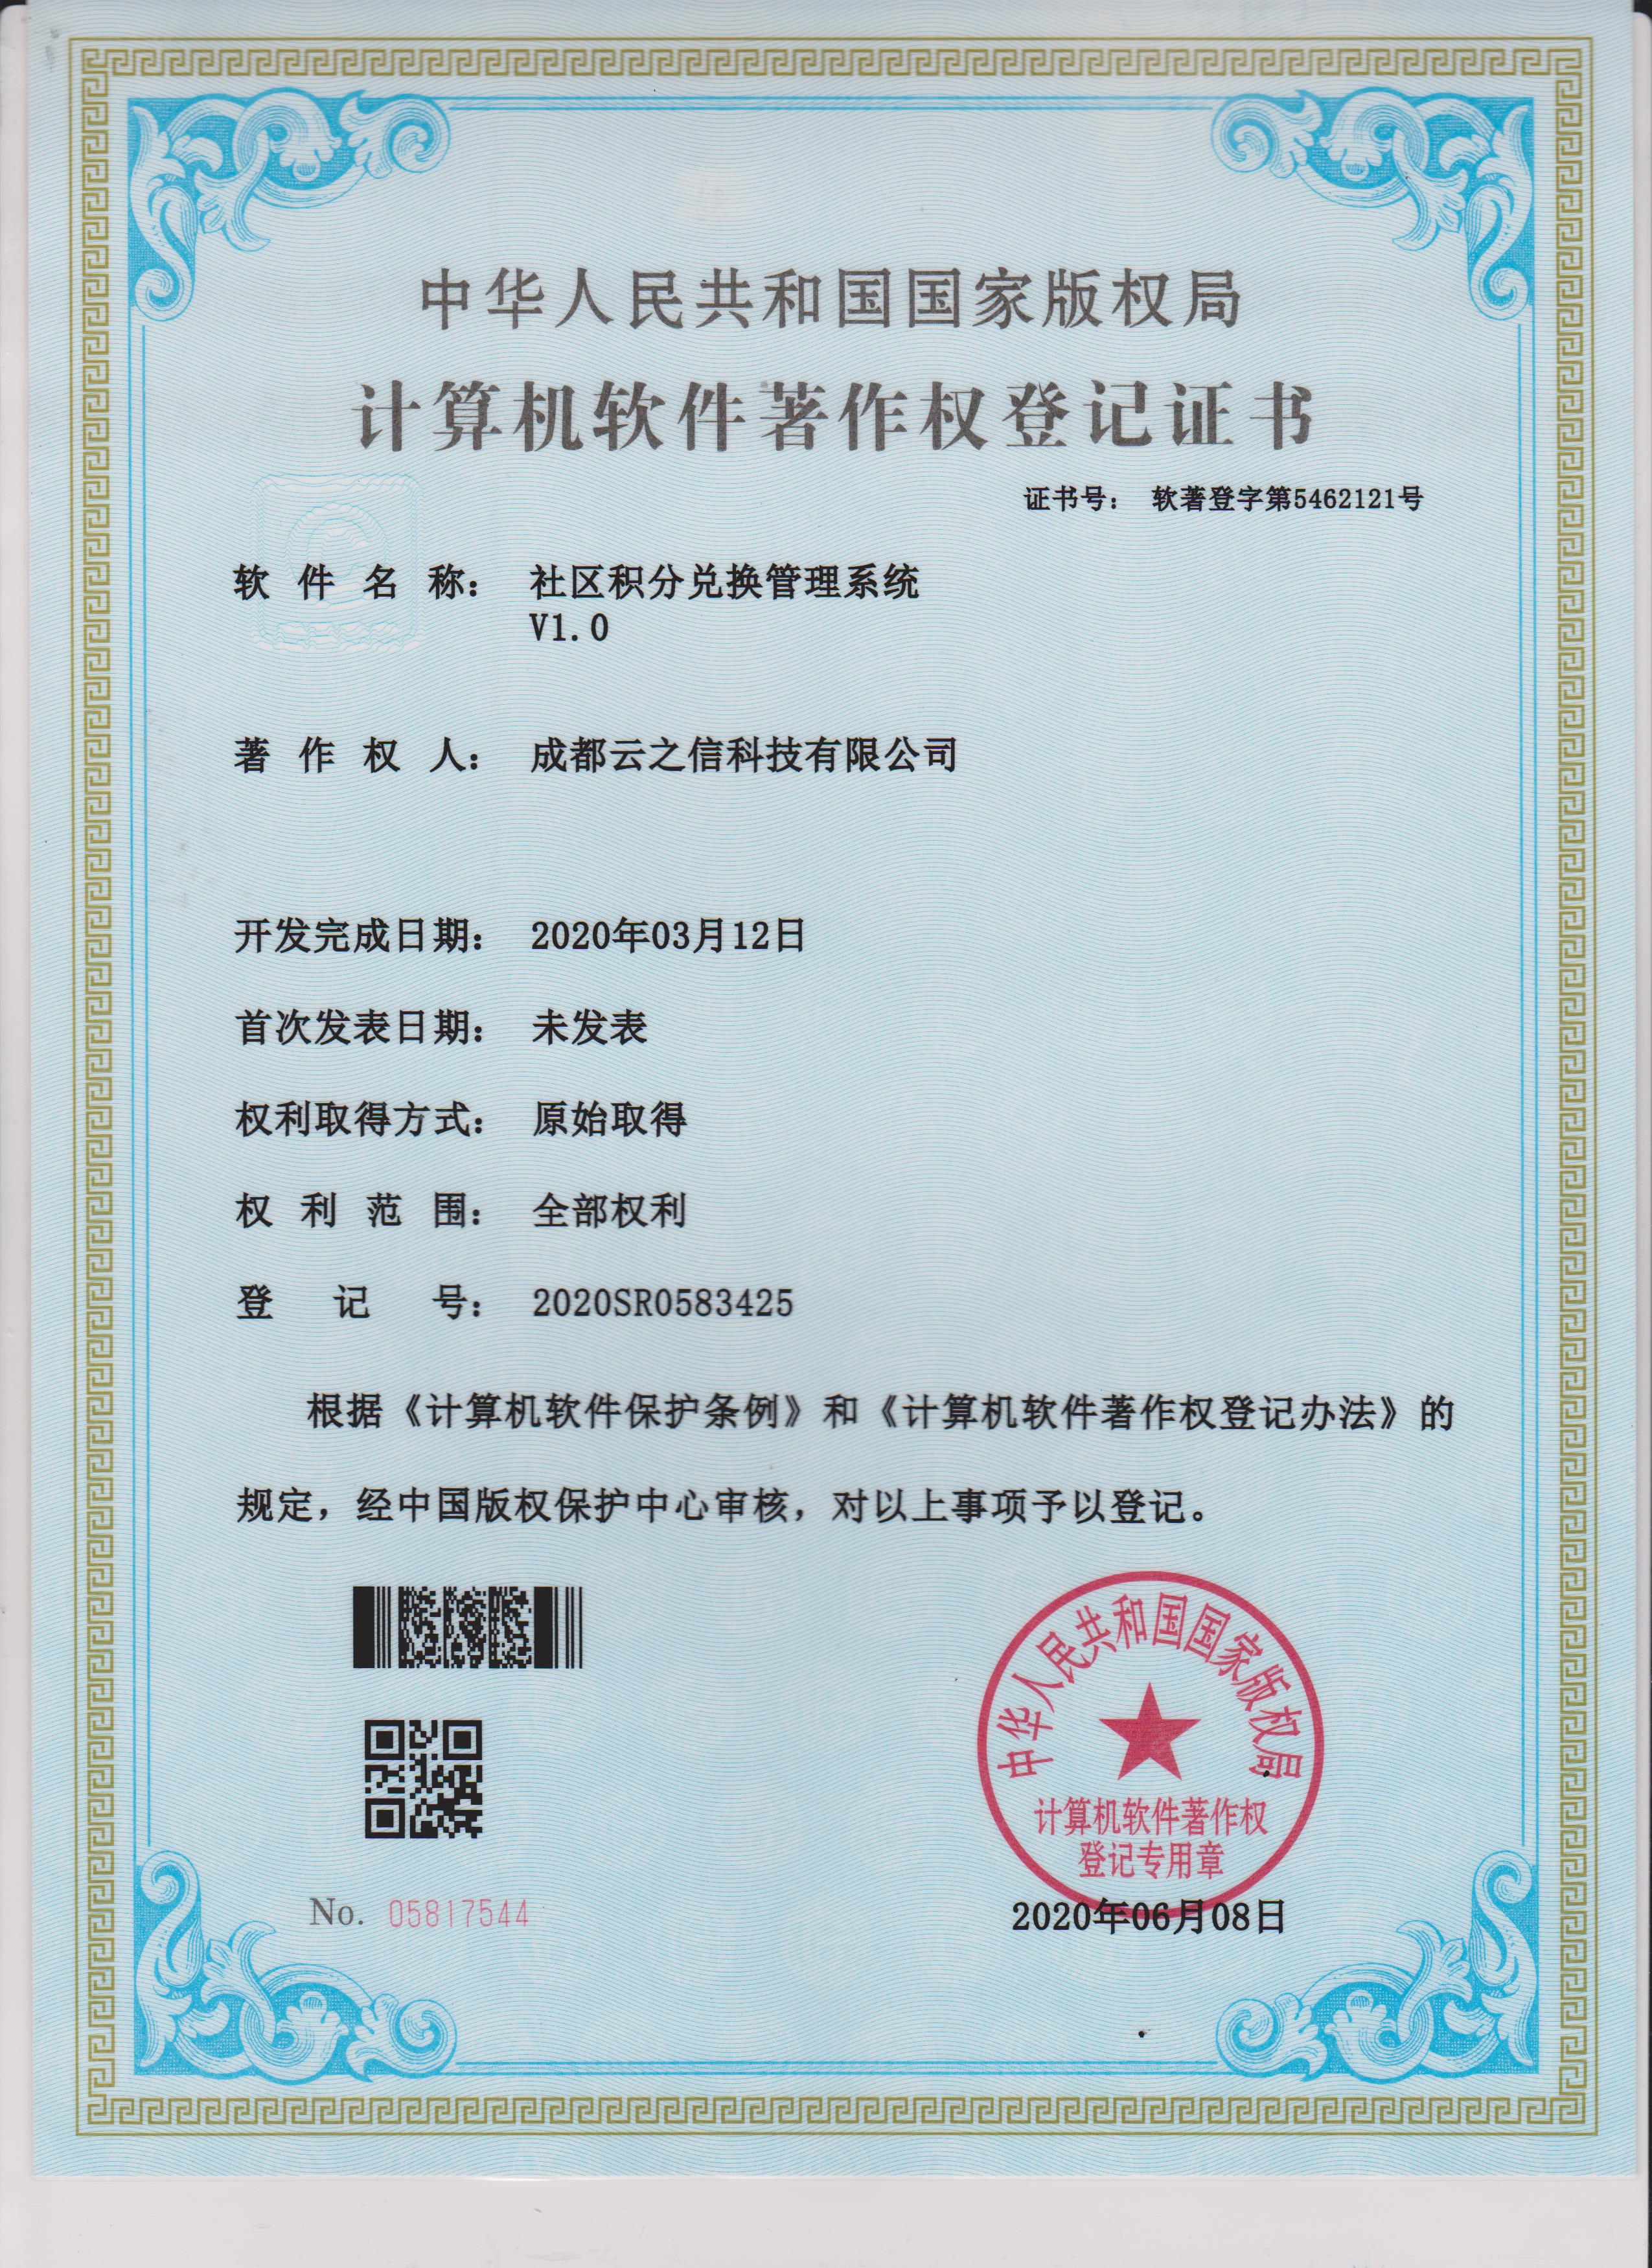 中华人民共和国国家版权局
计算机软件著作权登记证书
证书号： 软著登字第5462121号
软件名称： 社区积分兑换管理系统
V1.0
著作权人： 成都云之信科技有限公司
开发完成日期： 2020年03月12日
首次发表日期： 未发表
权利取得方式： 原始取得
权利范围： 全部权利
登记号： 2020SR0583425
根据《计算机软件保护条例》和《计算机软件著作权登记办法》的
规定，经中国版权保护中心审核，对以上事项予以登记。
中华人民共和国国家版权局
计算机软件著作权
登记专用章
No. 05817544
2020年06月08日